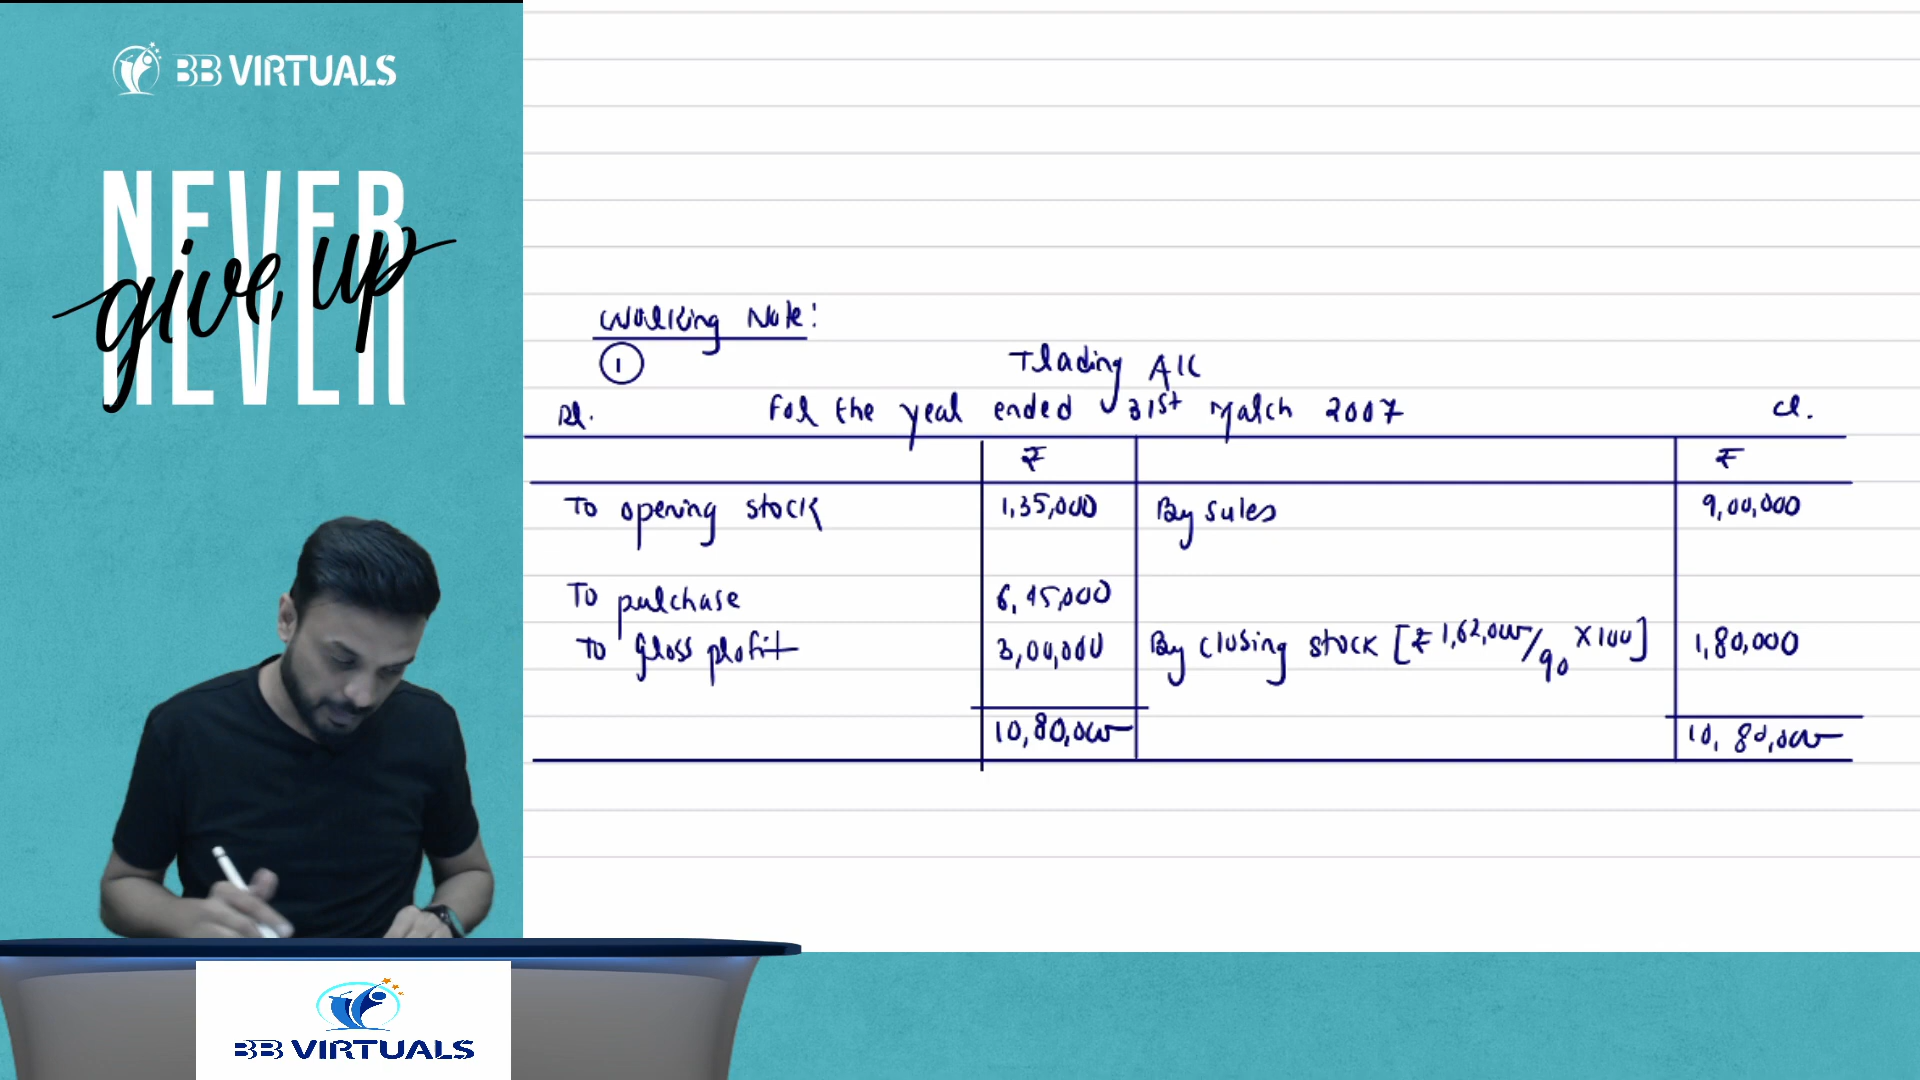 BB VIRTUALS
NEVER
give up
NEVER
Working Note:
1
Trading A/c
Dr. For the year ended 31st March 2007 Cr.
₹ ₹
To opening stock 1,35,000 By sales 9,00,000
To purchase 6,45,000
To gross profit 3,00,000 By closing stock [₹1,62,000/90 × 100] 1,80,000
10,80,000 10,80,000
BB VIRTUALS